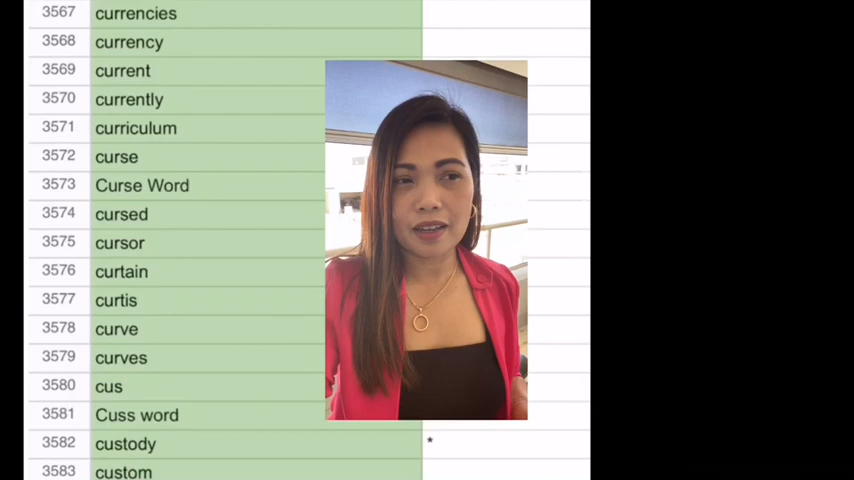 3567 currencies
3568 currency
3569 current
3570 currently
3571 curriculum
3572 curse
3573 Curse Word
3574 cursed
3575 cursor
3576 curtain
3577 curtis
3578 curve
3579 curves
3580 cus
3581 Cuss word
3582 custody *
3583 custom